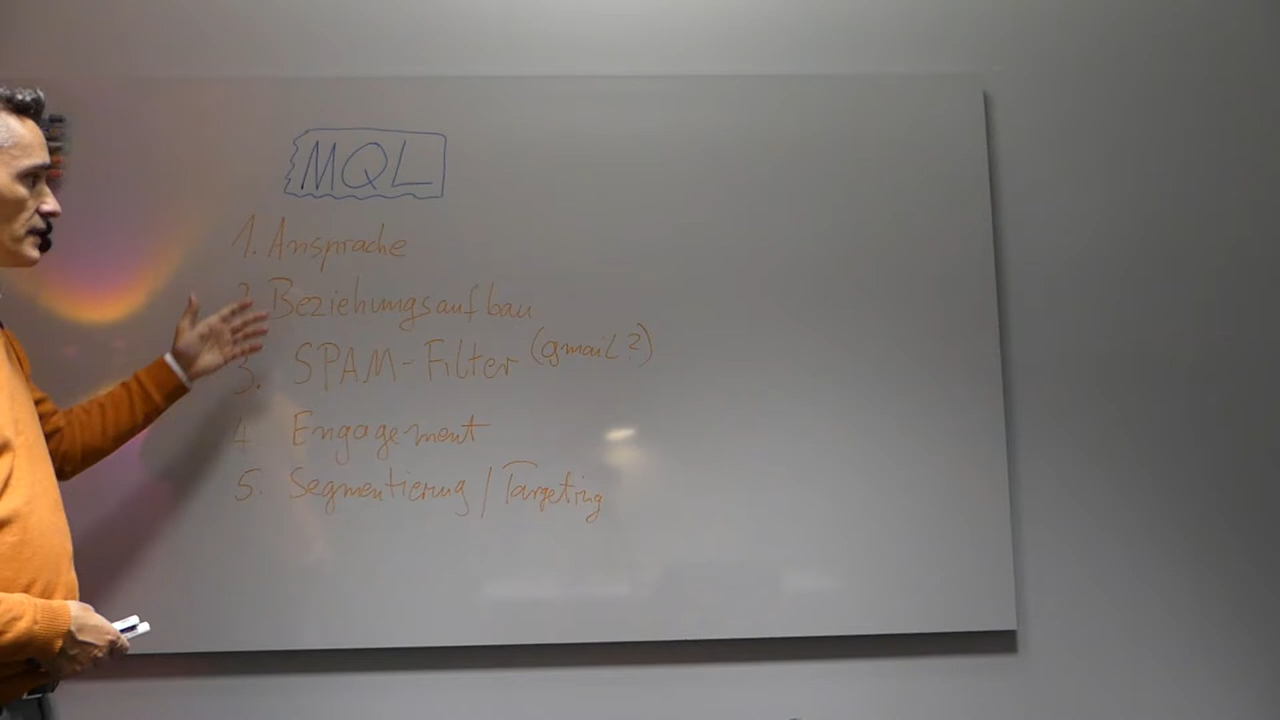 MQL
1. Ansprache
2. Beziehungsaufbau
3. SPAM-Filter (gmail?)
4 Engagement
5. Segmentierung / Targeting